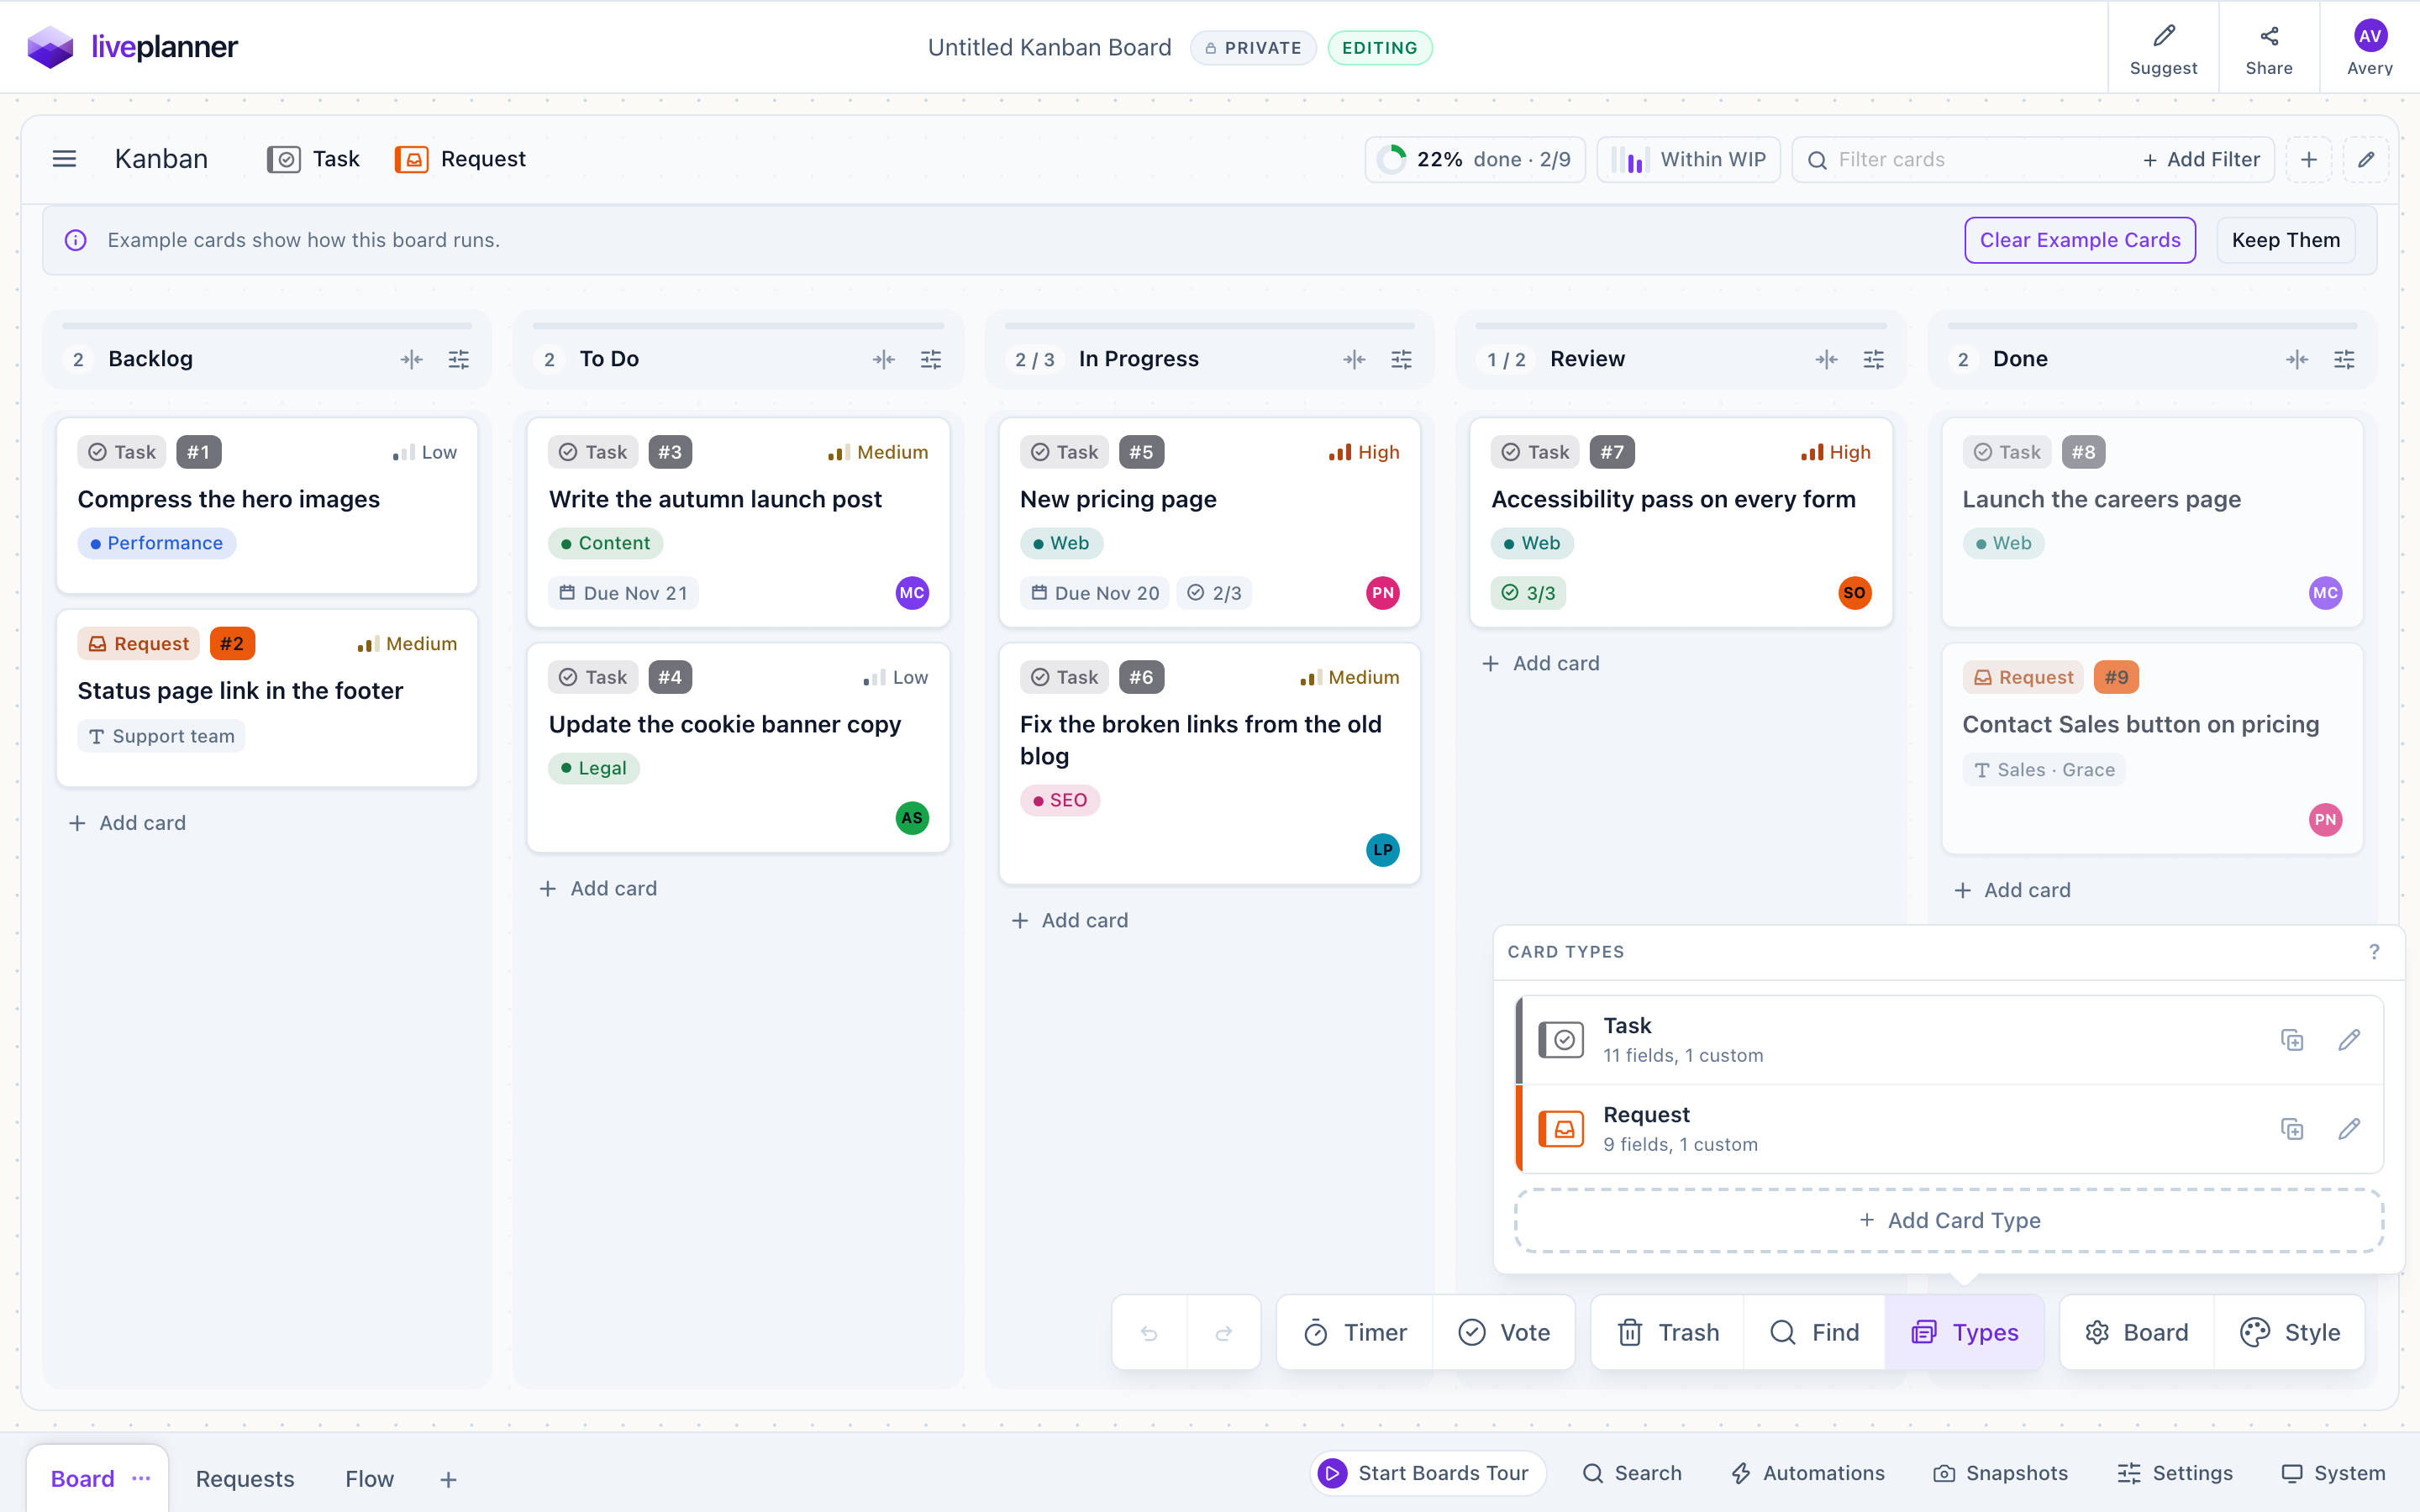 liveplanner
Untitled Kanban Board PRIVATE EDITING
Suggest Share AV Avery
Kanban Task Request
22% done · 2/9 Within WIP Filter cards + Add Filter
Example cards show how this board runs.
Clear Example Cards Keep Them
2 Backlog
Task #1 Low
Compress the hero images
Performance
Request #2 Medium
Status page link in the footer
Support team
+ Add card
2 To Do
Task #3 Medium
Write the autumn launch post
Content
Due Nov 21 MC
Task #4 Low
Update the cookie banner copy
Legal
AS
+ Add card
2 / 3 In Progress
Task #5 High
New pricing page
Web
Due Nov 20 2/3 PN
Task #6 Medium
Fix the broken links from the old
blog
SEO
LP
+ Add card
1 / 2 Review
Task #7 High
Accessibility pass on every form
Web
3/3 SO
+ Add card
2 Done
Task #8
Launch the careers page
Web
MC
Request #9
Contact Sales button on pricing
Sales · Grace
PN
+ Add card
CARD TYPES ?
Task
11 fields, 1 custom
Request
9 fields, 1 custom
+ Add Card Type
Timer Vote Trash Find Types Board Style
Board ··· Requests Flow +
Start Boards Tour Search Automations Snapshots Settings System